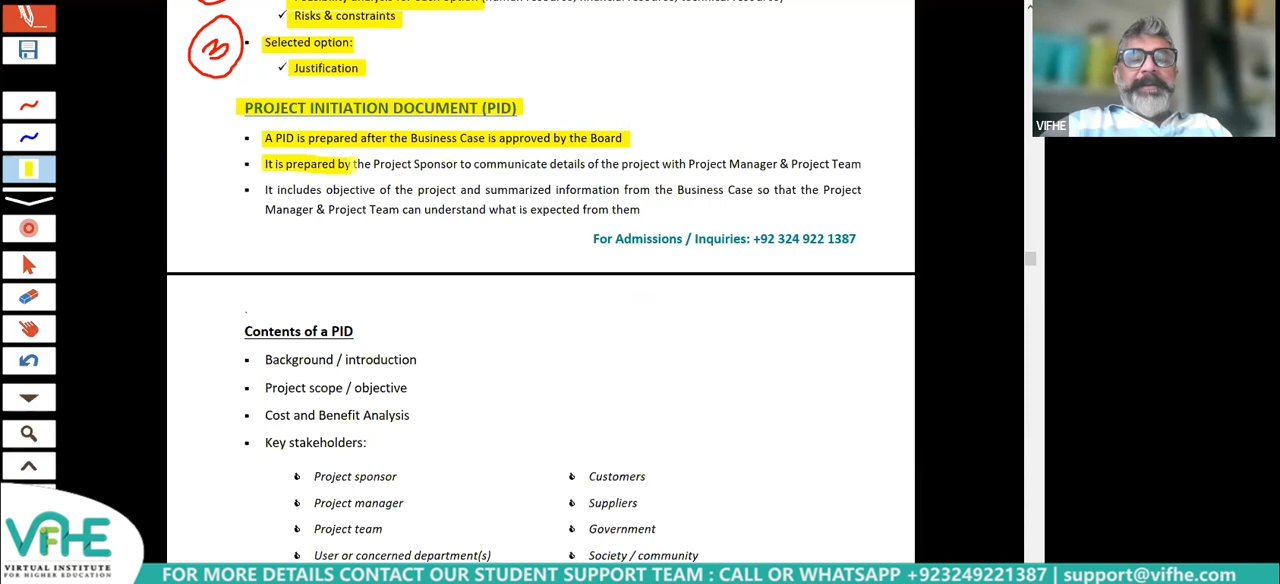 Risks & constraints
3
Selected option:
Justification
PROJECT INITIATION DOCUMENT (PID)
A PID is prepared after the Business Case is approved by the Board
It is prepared by the Project Sponsor to communicate details of the project with Project Manager & Project Team
It includes objective of the project and summarized information from the Business Case so that the Project
Manager & Project Team can understand what is expected from them
For Admissions / Inquiries: +92 324 922 1387
Contents of a PID
Background / introduction
Project scope / objective
Cost and Benefit Analysis
Key stakeholders:
Project sponsor
Customers
Project manager
Suppliers
Project team
Government
User or concerned department(s)
Society / community
VIFHE
VIFHE
VIRTUAL INSTITUTE
FOR HIGHER EDUCATION
FOR MORE DETAILS CONTACT OUR STUDENT SUPPORT TEAM : CALL OR WHATSAPP +923249221387 | support@vifhe.com